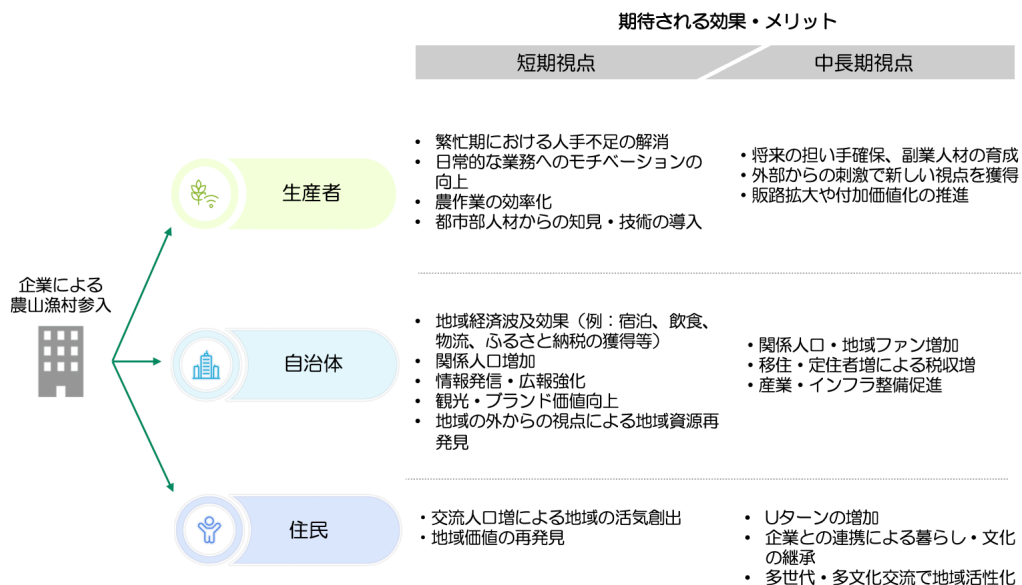 期待される効果・メリット
短期視点
中長期視点
企業による
農山漁村参入
生産者
• 繁忙期における人手不足の解消
• 日常的な業務へのモチベーションの
向上
• 農作業の効率化
• 都市部人材からの知見・技術の導入
• 将来の担い手確保、副業人材の育成
• 外部からの刺激で新しい視点を獲得
• 販路拡大や付加価値化の推進
自治体
• 地域経済波及効果（例：宿泊、飲食、
物流、ふるさと納税の獲得等）
• 関係人口増加
• 情報発信・広報強化
• 観光・ブランド価値向上
• 地域の外からの視点による地域資源再
発見
• 関係人口・地域ファン増加
• 移住・定住者増による税収増
• 産業・インフラ整備促進
住民
・交流人口増による地域の活気創出
・地域価値の再発見
• Uターンの増加
• 企業との連携による暮らし・文化
の継承
• 多世代・多文化交流で地域活性化